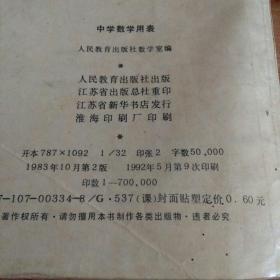 中学数学用表
人民教育出版社数学室编
*
人民教育出版社出版
江苏省出版总社重印
江苏省新华书店发行
淮海印刷厂印刷
*
开本787×1092 1/32 印张2 字数50,000
1983年10月第2版 1992年5月第9次印刷
印数1—700,000
7-107-00334-8/G·537(课)封面贴塑定价0.60元
著作权所有·请勿擅用本书制作各类出版物·违者必究